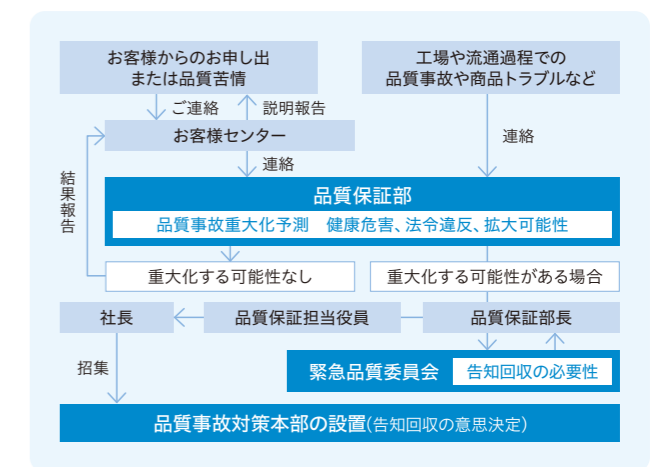 お客様からのお申し出
または品質苦情
工場や流通過程での
品質事故や商品トラブルなど
ご連絡
説明報告
お客様センター
連絡
連絡
結果報告
品質保証部
品質事故重大化予測　健康危害、法令違反、拡大可能性
重大化する可能性なし
重大化する可能性がある場合
社長
品質保証担当役員
品質保証部長
招集
緊急品質委員会
告知回収の必要性
品質事故対策本部の設置(告知回収の意思決定)